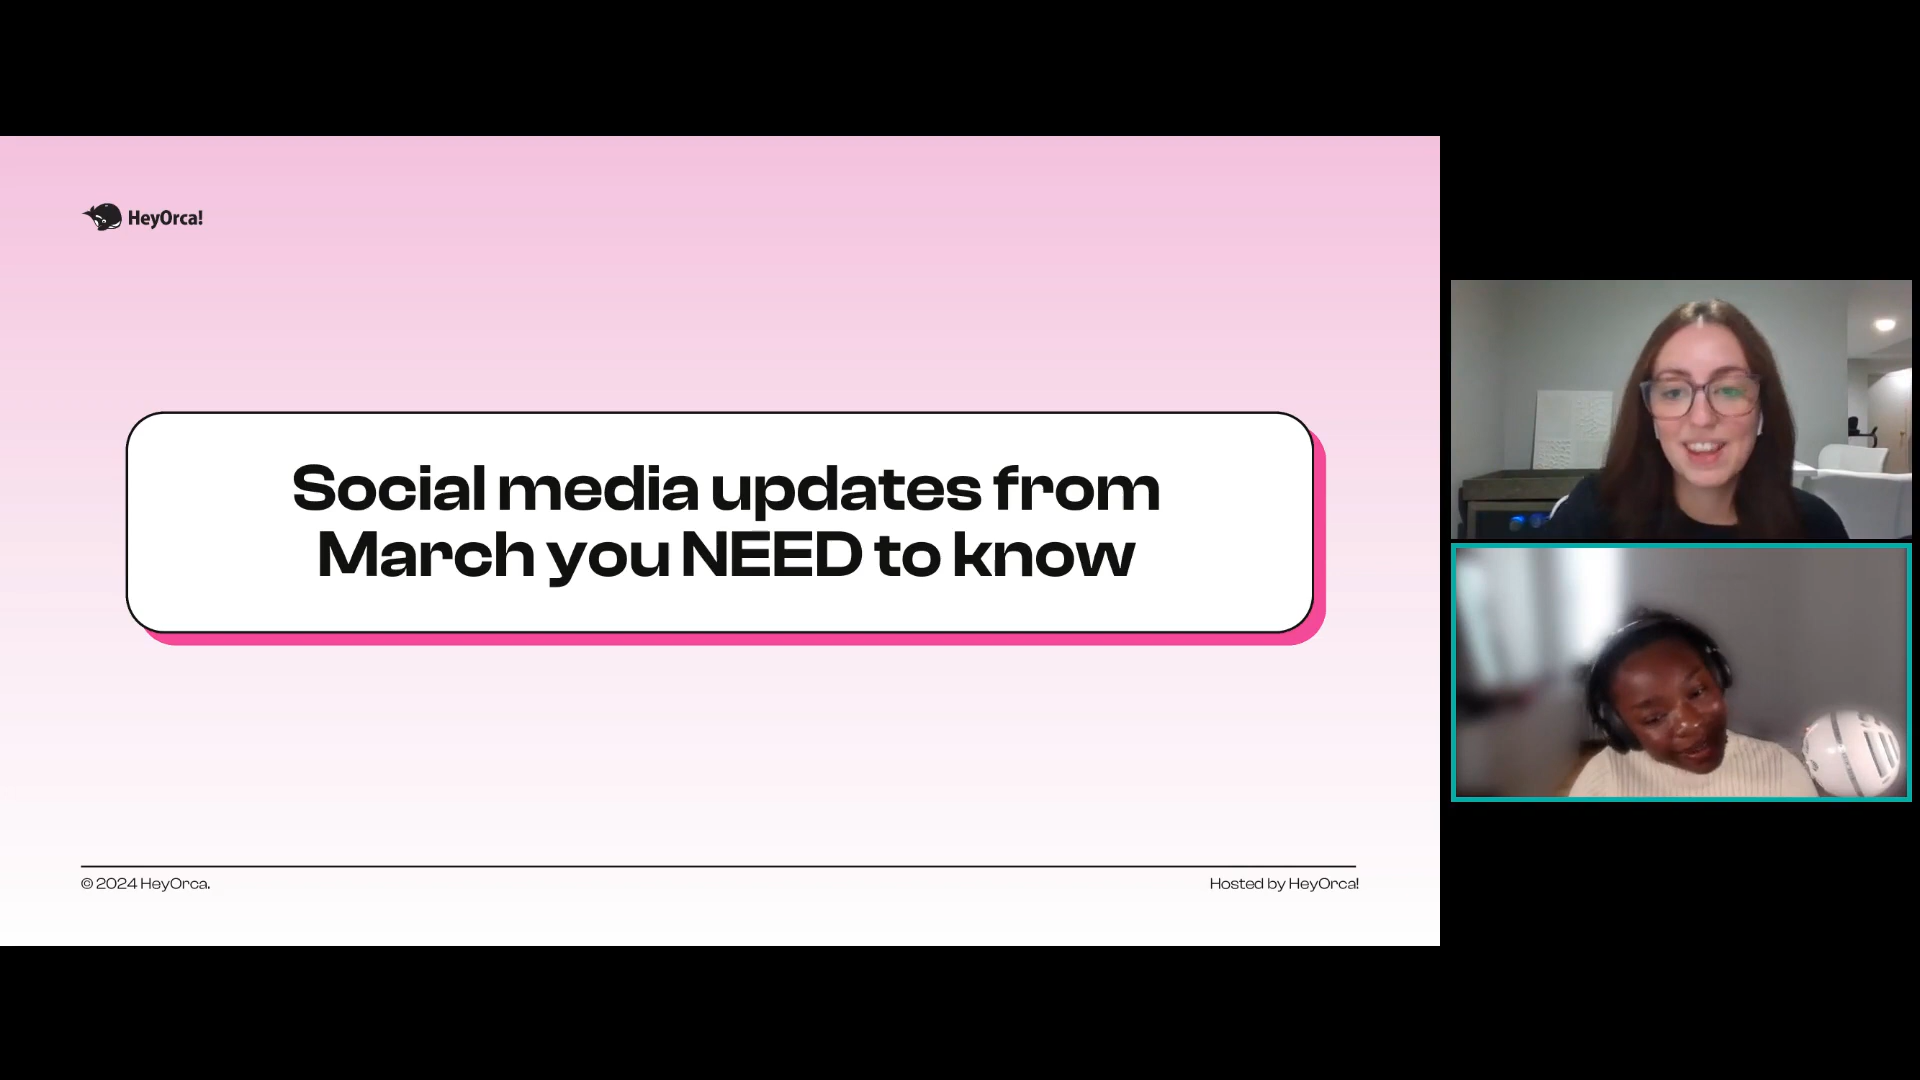 HeyOrca!
Social media updates from
March you NEED to know
© 2024 HeyOrca.
Hosted by HeyOrca!